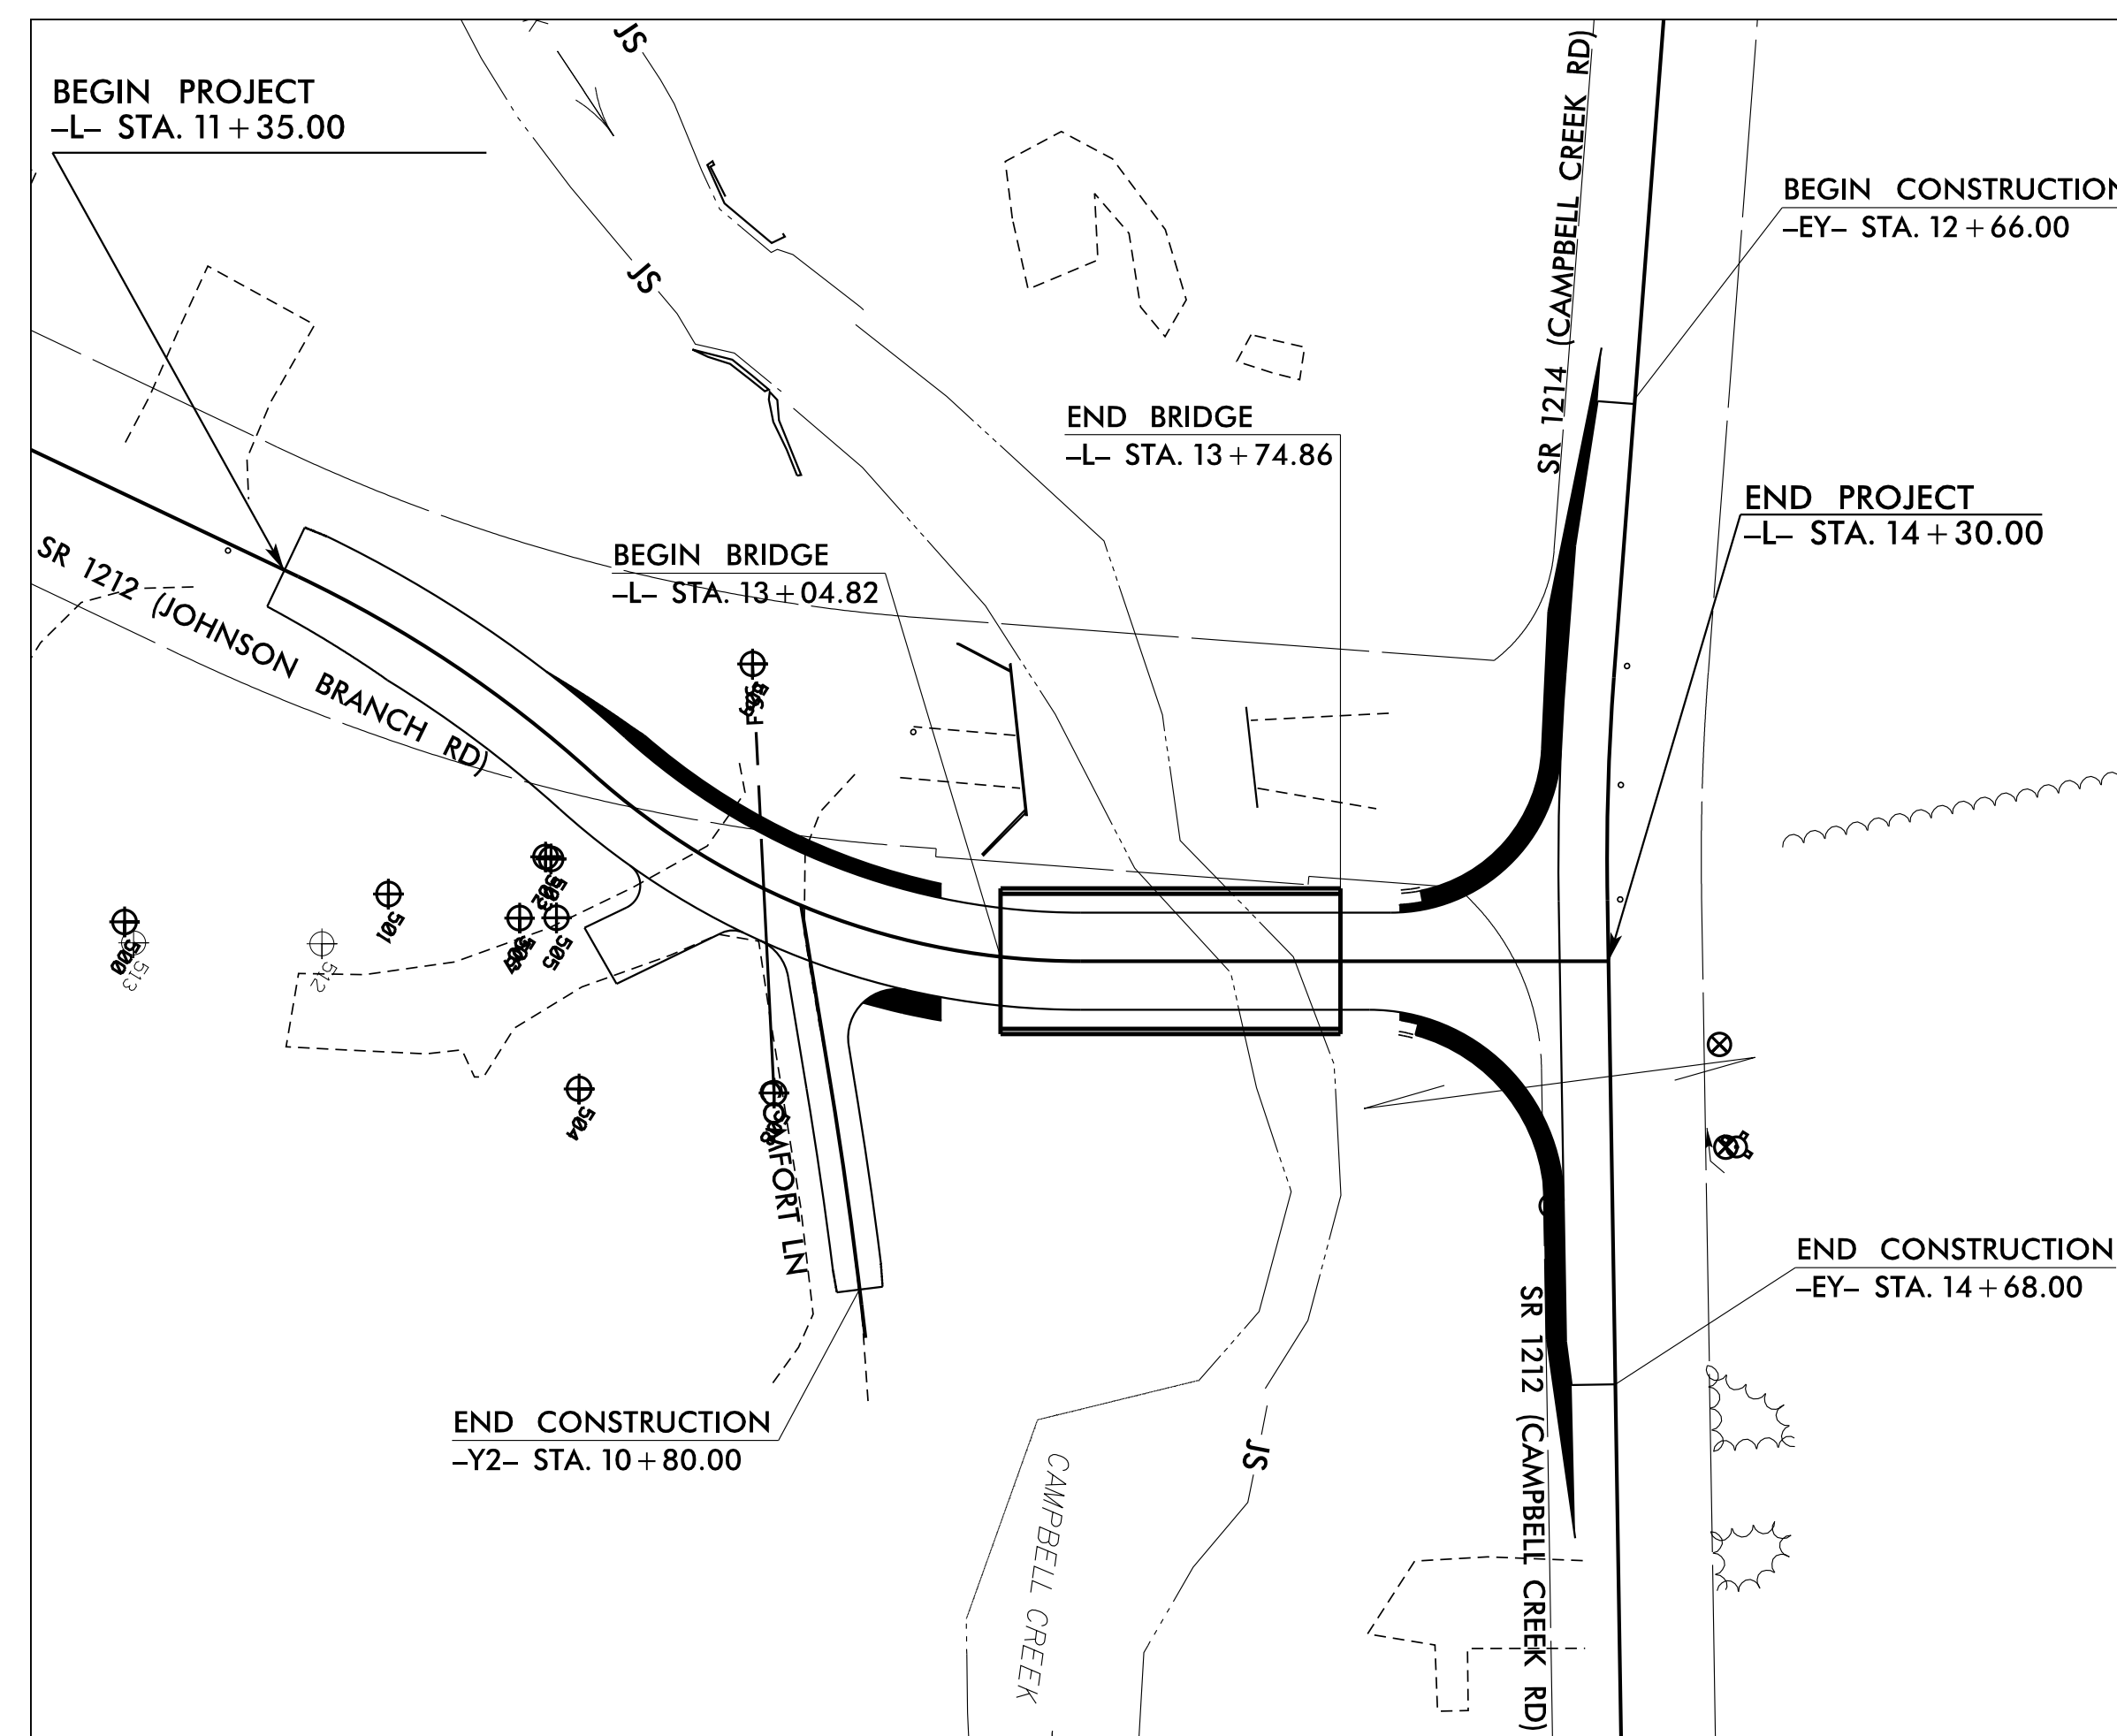 JS
BEGIN PROJECT
–L– STA. 11+35.00
SR 1214 (CAMPBELL CREEK RD)
BEGIN CONSTRUCTION
–EY– STA. 12+66.00
JS
END BRIDGE
–L– STA. 13+74.86
END PROJECT
–L– STA. 14+30.00
BEGIN BRIDGE
–L– STA. 13+04.82
SR 1212 (JOHNSON BRANCH RD)
501
500
513
512
505
504
LN
END CONSTRUCTION
–EY– STA. 14+68.00
SR 1212 (CAMPBELL CREEK RD)
END CONSTRUCTION
–Y2– STA. 10+80.00
JS
CAMPBELL CREEK